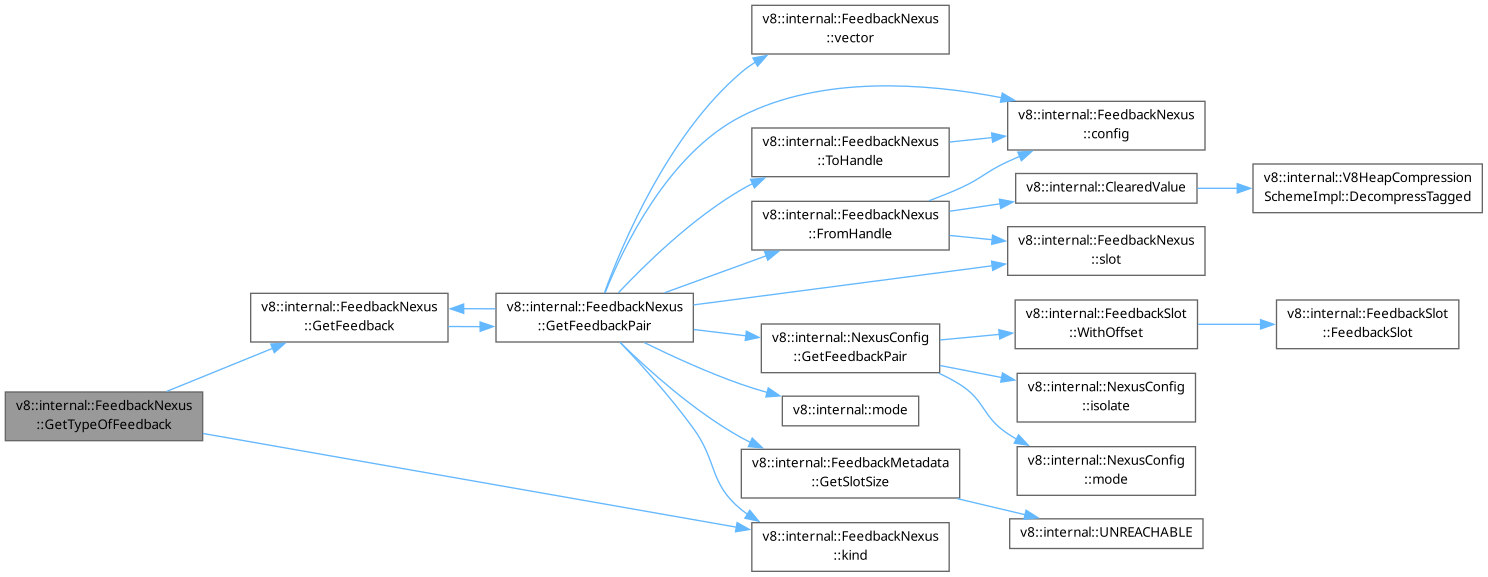 v8::internal::FeedbackNexus
::GetTypeOfFeedback
v8::internal::FeedbackNexus
::GetFeedback
v8::internal::FeedbackNexus
::GetFeedbackPair
v8::internal::FeedbackNexus
::vector
v8::internal::FeedbackNexus
::ToHandle
v8::internal::FeedbackNexus
::FromHandle
v8::internal::NexusConfig
::GetFeedbackPair
v8::internal::mode
v8::internal::FeedbackMetadata
::GetSlotSize
v8::internal::FeedbackNexus
::kind
v8::internal::FeedbackNexus
::config
v8::internal::ClearedValue
v8::internal::FeedbackNexus
::slot
v8::internal::FeedbackSlot
::WithOffset
v8::internal::NexusConfig
::isolate
v8::internal::NexusConfig
::mode
v8::internal::UNREACHABLE
v8::internal::V8HeapCompression
SchemeImpl::DecompressTagged
v8::internal::FeedbackSlot
::FeedbackSlot